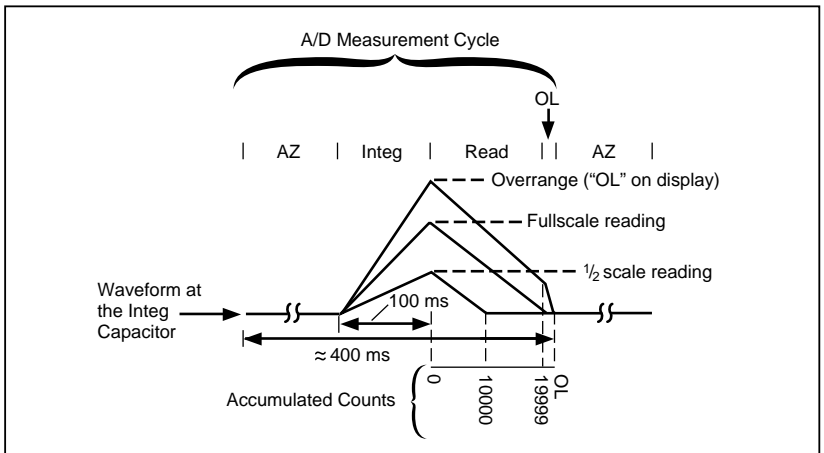 A/D Measurement Cycle
OL
AZ
Integ
Read
AZ
Overrange (“OL” on display)
Fullscale reading
1/2 scale reading
Waveform at
the Integ
Capacitor
100 ms
≈ 400 ms
Accumulated Counts
0
10000
19999
OL